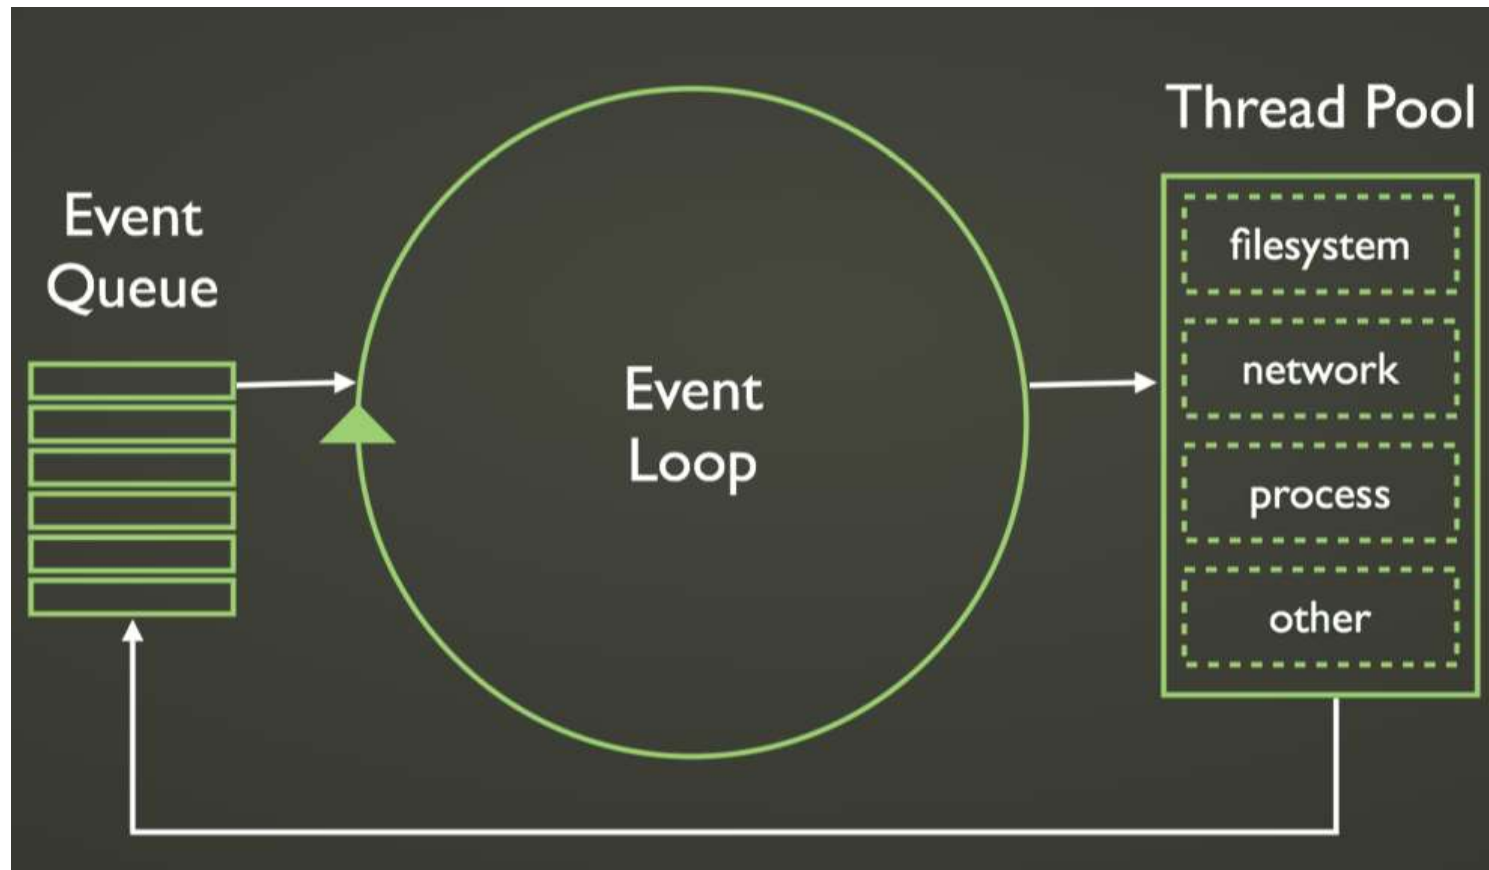 Event
Queue
Event
Loop
Thread Pool
filesystem
network
process
other